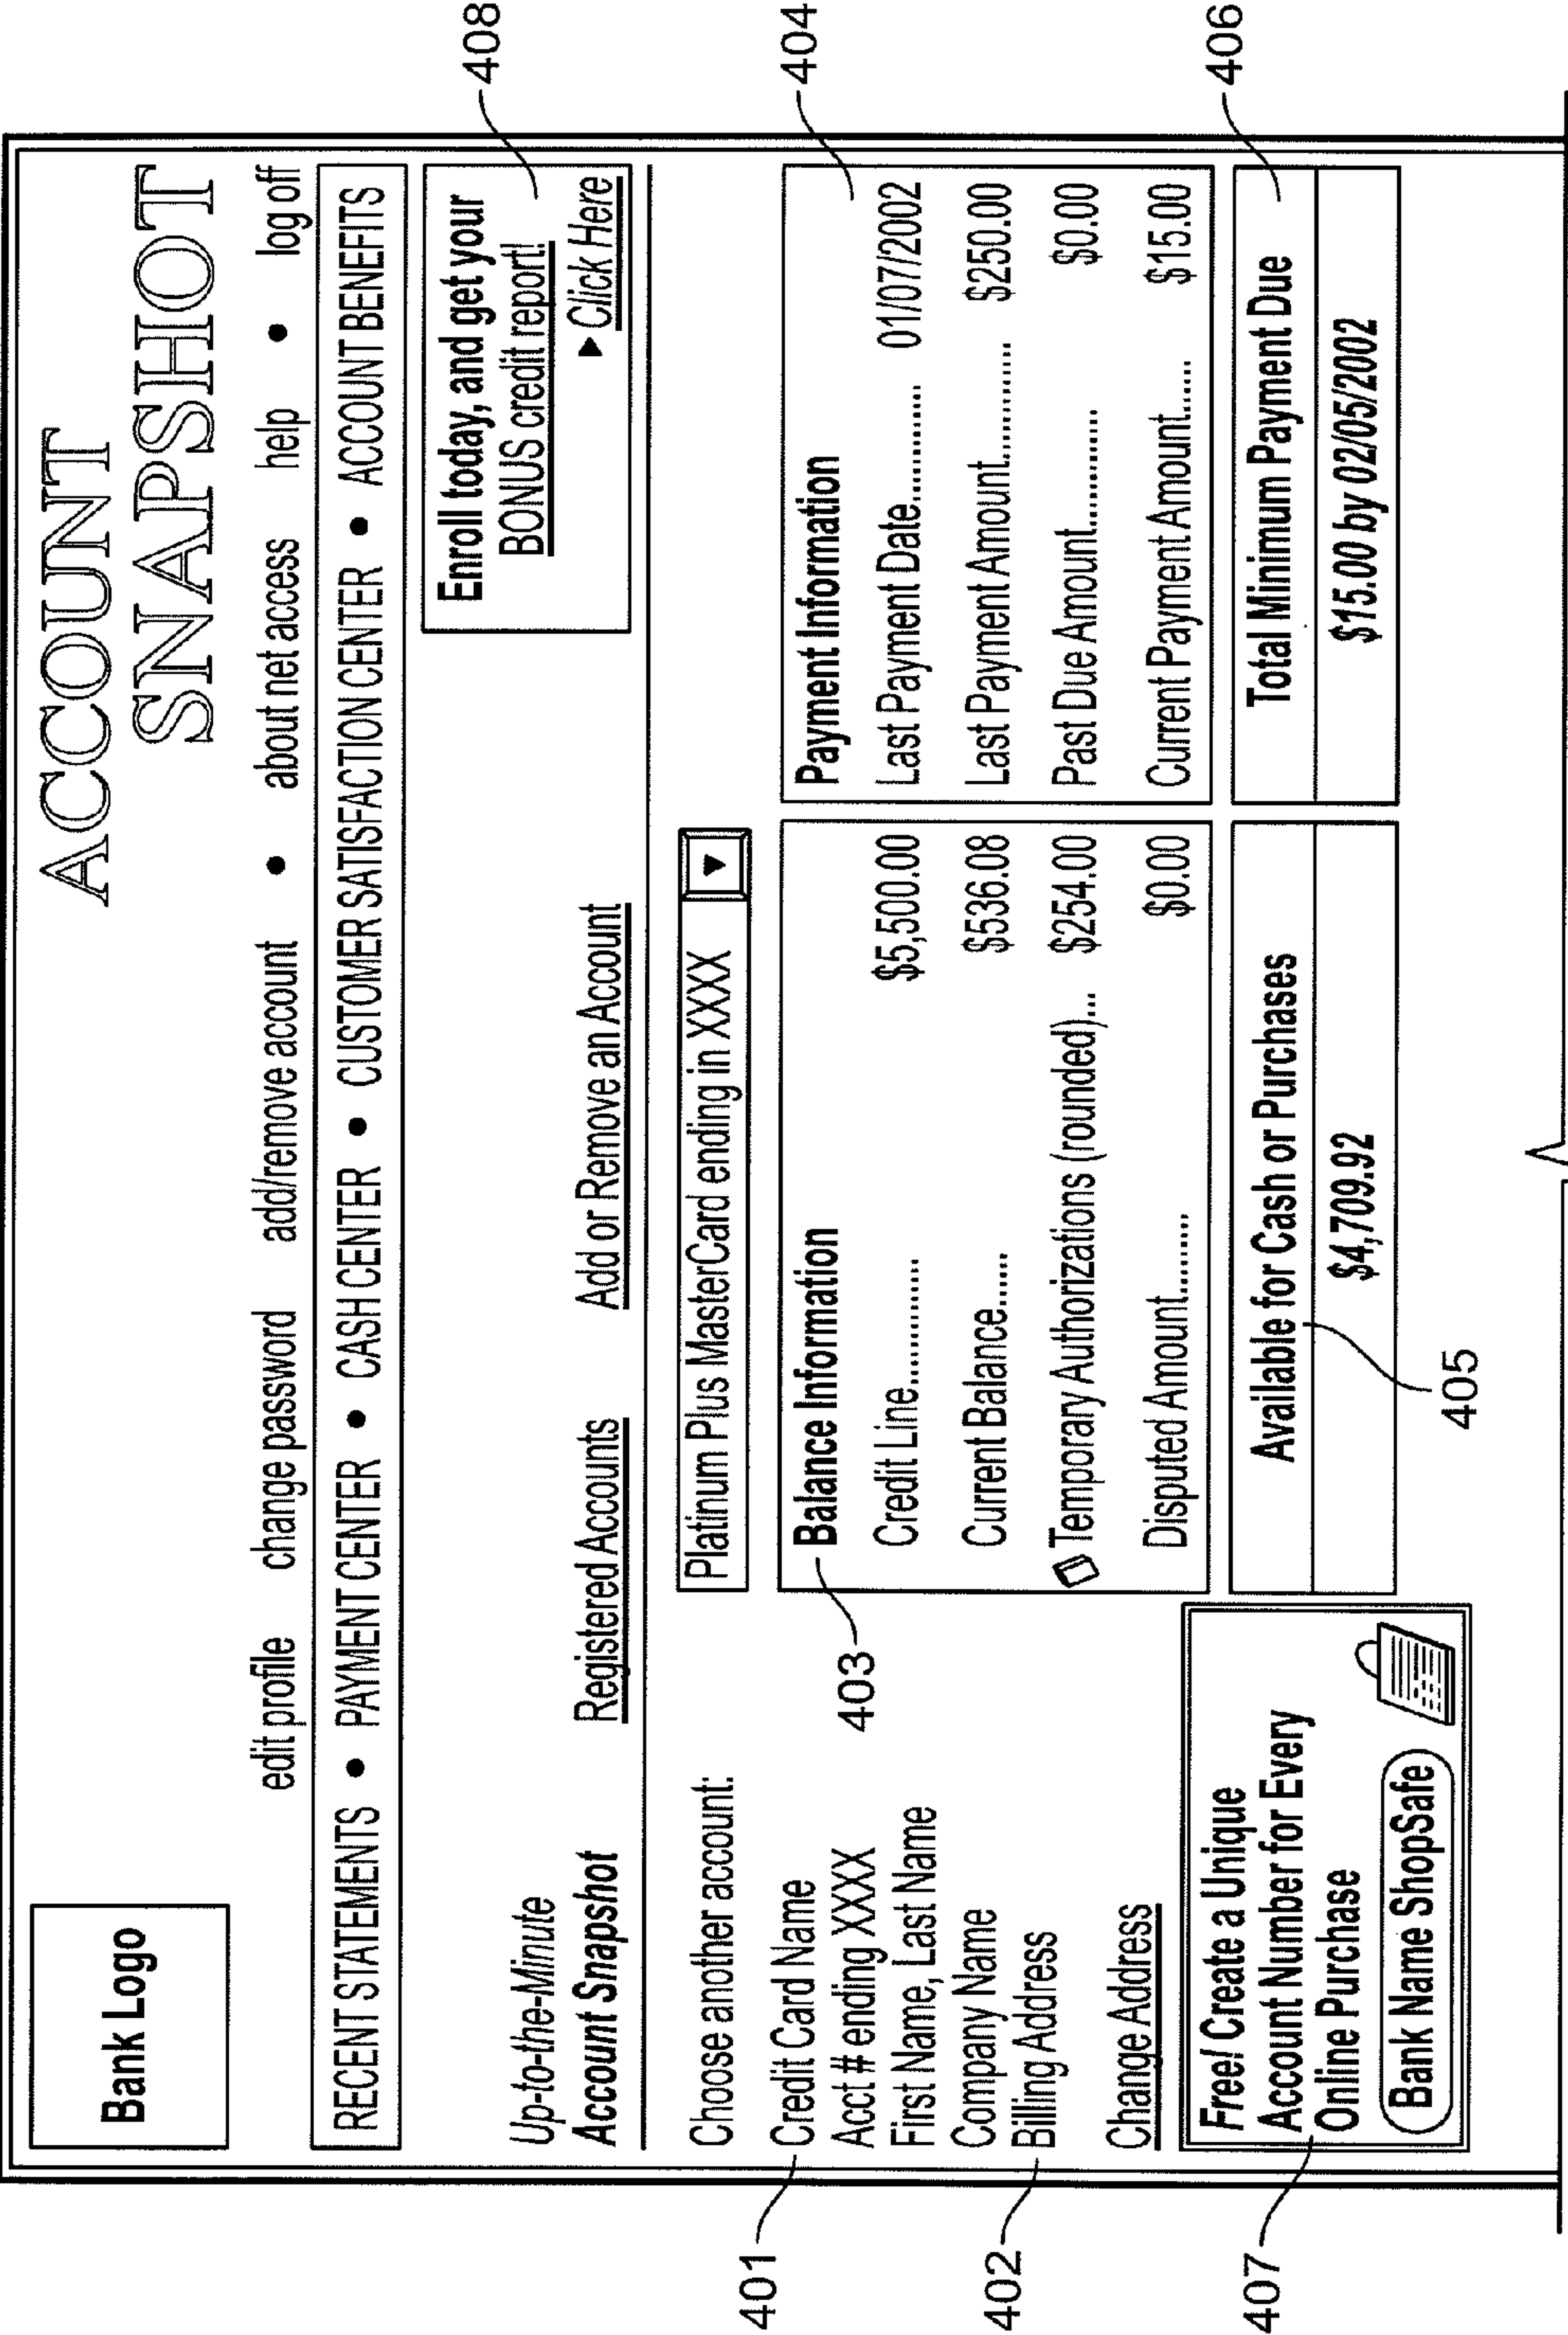 ACCOUNT
SNAPSHOT
Bank Logo
edit profile change password add/remove account • about net access help • log off
RECENT STATEMENTS • PAYMENT CENTER • CASH CENTER • CUSTOMER SATISFACTION CENTER • ACCOUNT BENEFITS
Enroll today, and get your
BONUS credit report!
▶ Click Here
408
Up-to-the-Minute
Account Snapshot
Registered Accounts
Add or Remove an Account
Choose another account:
Platinum Plus MasterCard ending in XXXX ▼
401
Credit Card Name
Acct # ending XXXX
First Name, Last Name
Company Name
402
Billing Address
Change Address
403
Balance Information
Credit Line............. $5,500.00
Current Balance...... $536.08
Temporary Authorizations (rounded)... $254.00
Disputed Amount......... $0.00
404
Payment Information
Last Payment Date............ 01/07/2002
Last Payment Amount.............. $250.00
Past Due Amount.............. $0.00
Current Payment Amount...... $15.00
407
Free! Create a Unique
Account Number for Every
Online Purchase
Bank Name ShopSafe
Available for Cash or Purchases
$4,709.92
405
Total Minimum Payment Due
$15.00 by 02/05/2002
406